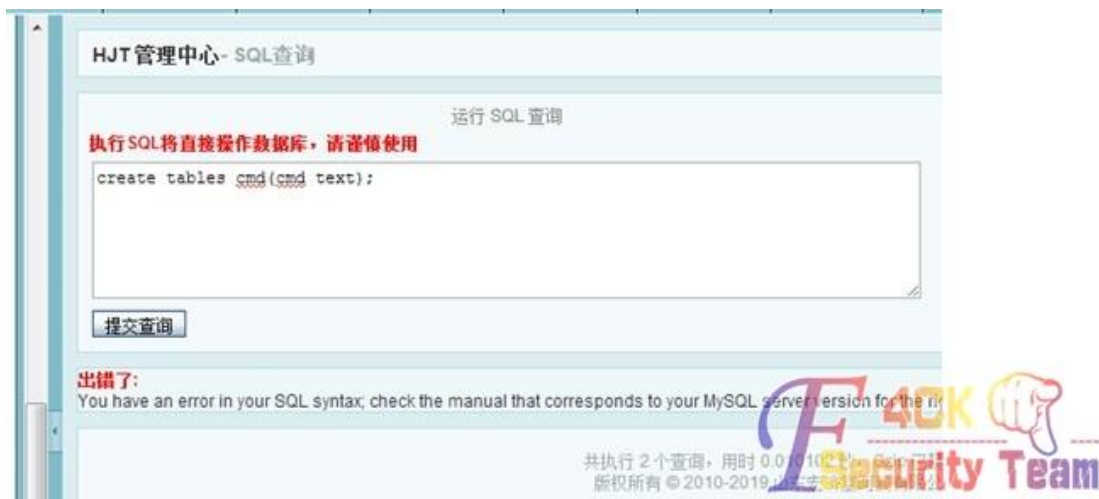 HJT管理中心- SQL查询
运行 SQL 查询
执行SQL将直接操作数据库，请谨慎使用
create tables cmd(cmd text);
提交查询
出错了:
You have an error in your SQL syntax; check the manual that corresponds to your MySQL server version for the
共执行 2 个查询，用时 0.010102
版权所有 © 2010-2019
F4CK
Security Team